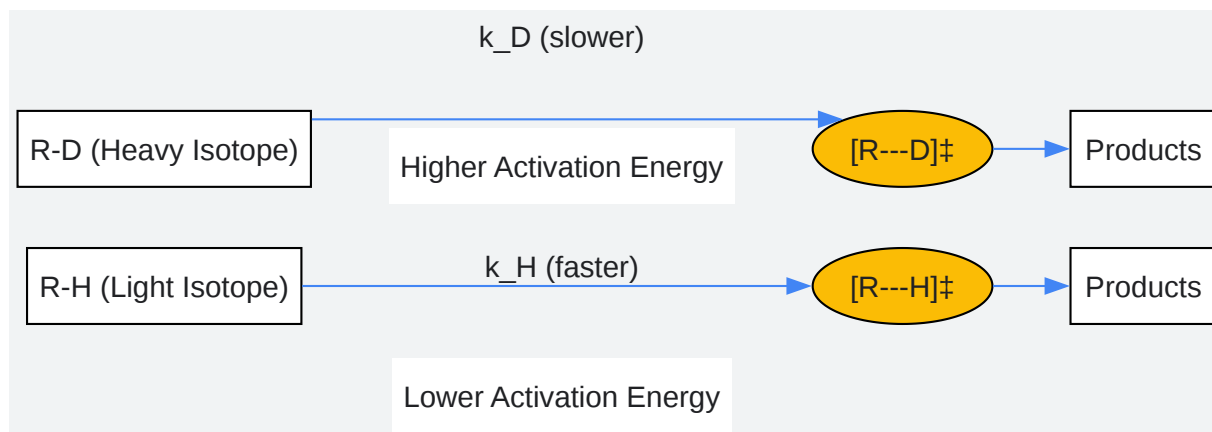 k_D (slower)
R-D (Heavy Isotope)
Higher Activation Energy
[R---D]‡
Products
k_H (faster)
R-H (Light Isotope)
[R---H]‡
Products
Lower Activation Energy